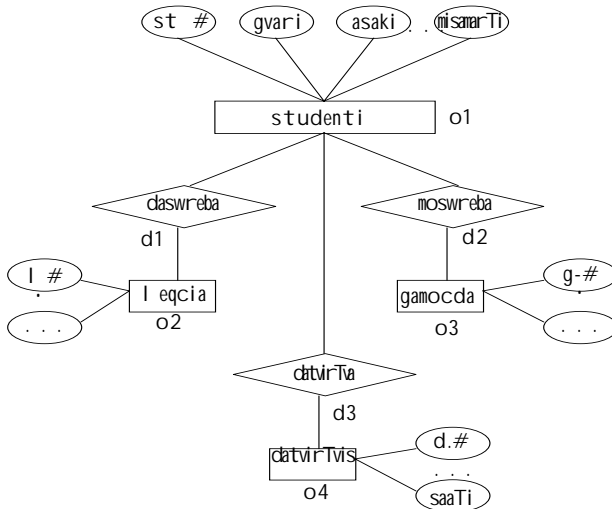 st #
gvari
asaki
. . .
misamarTi
studenti
o1
daswreba
moswreba
d1
d2
l #
.
leqcia
gamocda
g-#
.
. . .
o2
o3
. . .
datvirTva
d3
datvirTvis
d.#
. . .
o4
saaTi